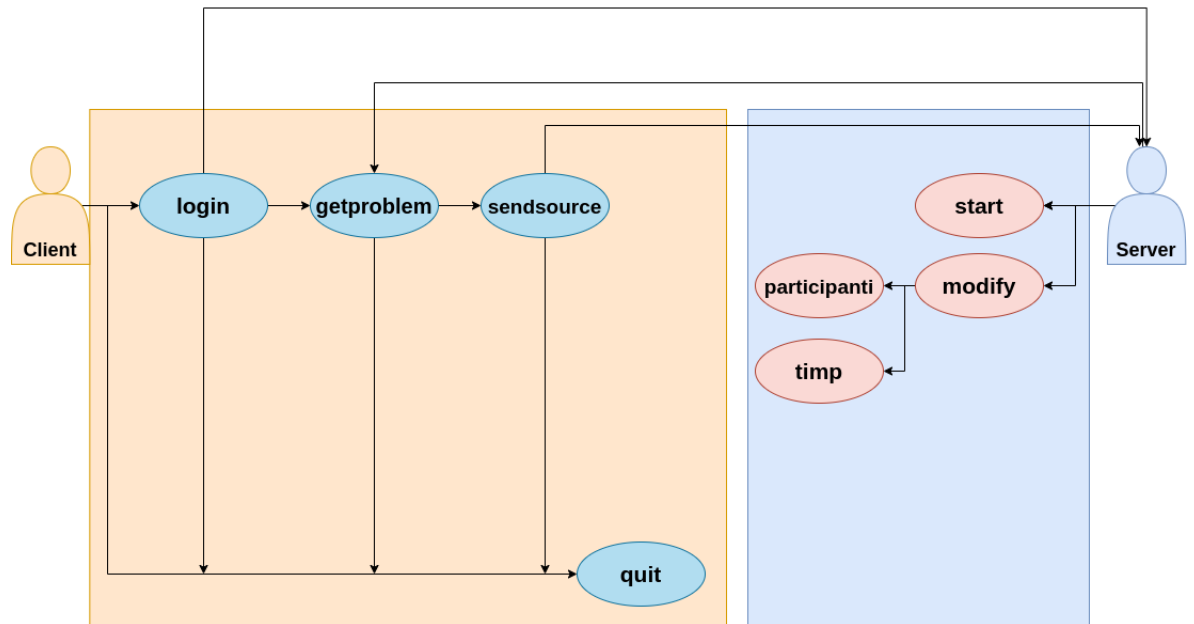 login
getproblem
sendsource
start
Client
Server
participanti
modify
timp
quit